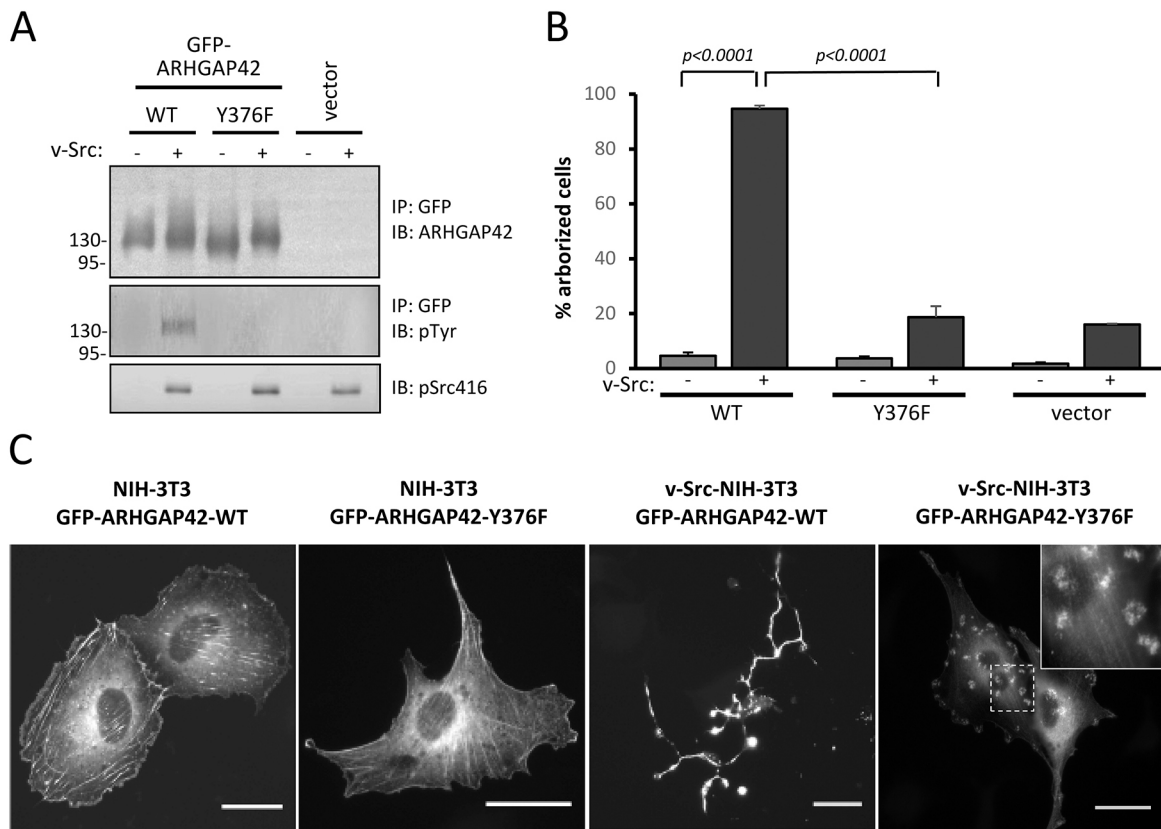 A
GFP-
ARHGAP42
vector
WT
Y376F
v-Src:
- + - + - +
IP: GFP
IB: ARHGAP42
130-
95-
IP: GFP
IB: pTyr
130-
95-
IB: pSrc416
B
p<0.0001 p<0.0001
% arborized cells
100
80
60
40
20
0
v-Src: - + - + - +
WT Y376F vector
C
NIH-3T3
GFP-ARHGAP42-WT
NIH-3T3
GFP-ARHGAP42-Y376F
v-Src-NIH-3T3
GFP-ARHGAP42-WT
v-Src-NIH-3T3
GFP-ARHGAP42-Y376F